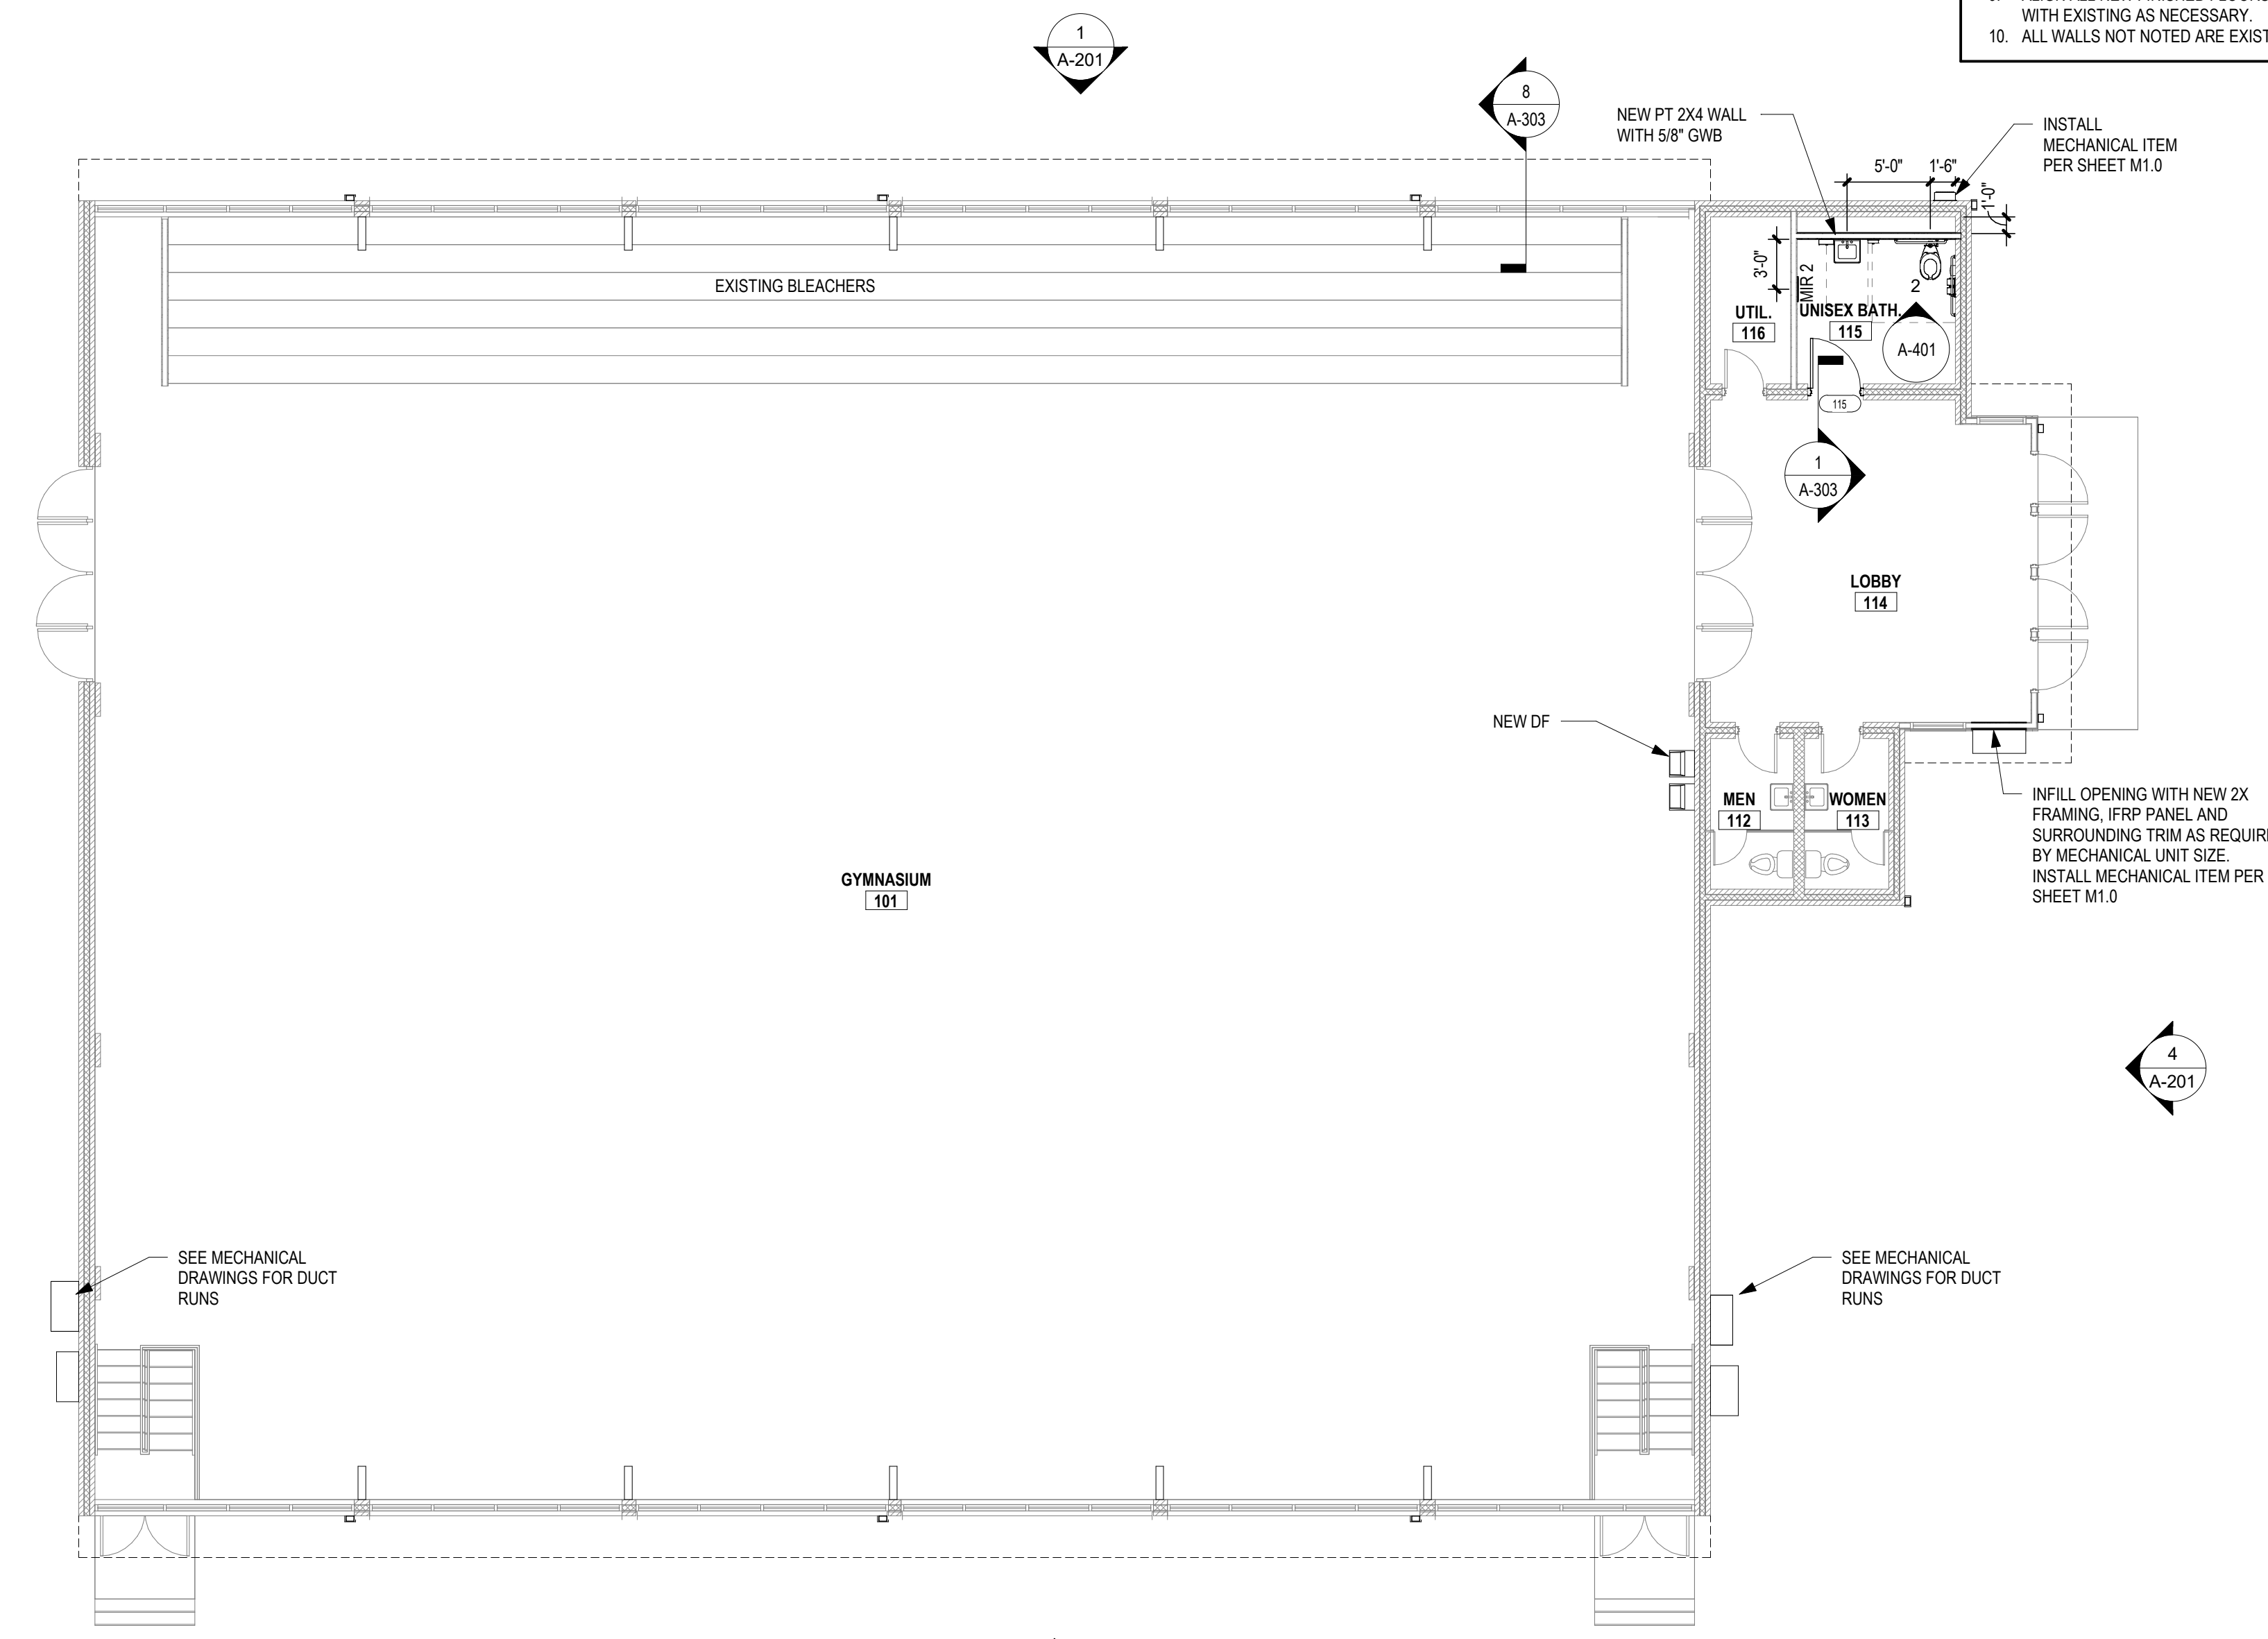 WITH EXISTING AS NECESSARY.
10. ALL WALLS NOT NOTED ARE
1
A-201
8
A-303
NEW PT 2X4 WALL
WITH 5/8" GWB
INSTALL
MECHANICAL ITEM
PER SHEET M1.0
5'-0"
1'-6"
1'-0"
3'-0"
MIR 2
EXISTING BLEACHERS
2
A-401
UTIL.
116
UNISEX BATH.
115
115
1
A-303
LOBBY
114
NEW DF
MEN
112
WOMEN
113
INFILL OPENING WITH NEW 2X
FRAMING, IFRP PANEL AND
SURROUNDING TRIM AS
BY MECHANICAL UNIT SIZE.
INSTALL MECHANICAL ITEM PER
SHEET M1.0
GYMNASIUM
101
4
A-201
SEE MECHANICAL
DRAWINGS FOR DUCT
RUNS
SEE MECHANICAL
DRAWINGS FOR DUCT
RUNS